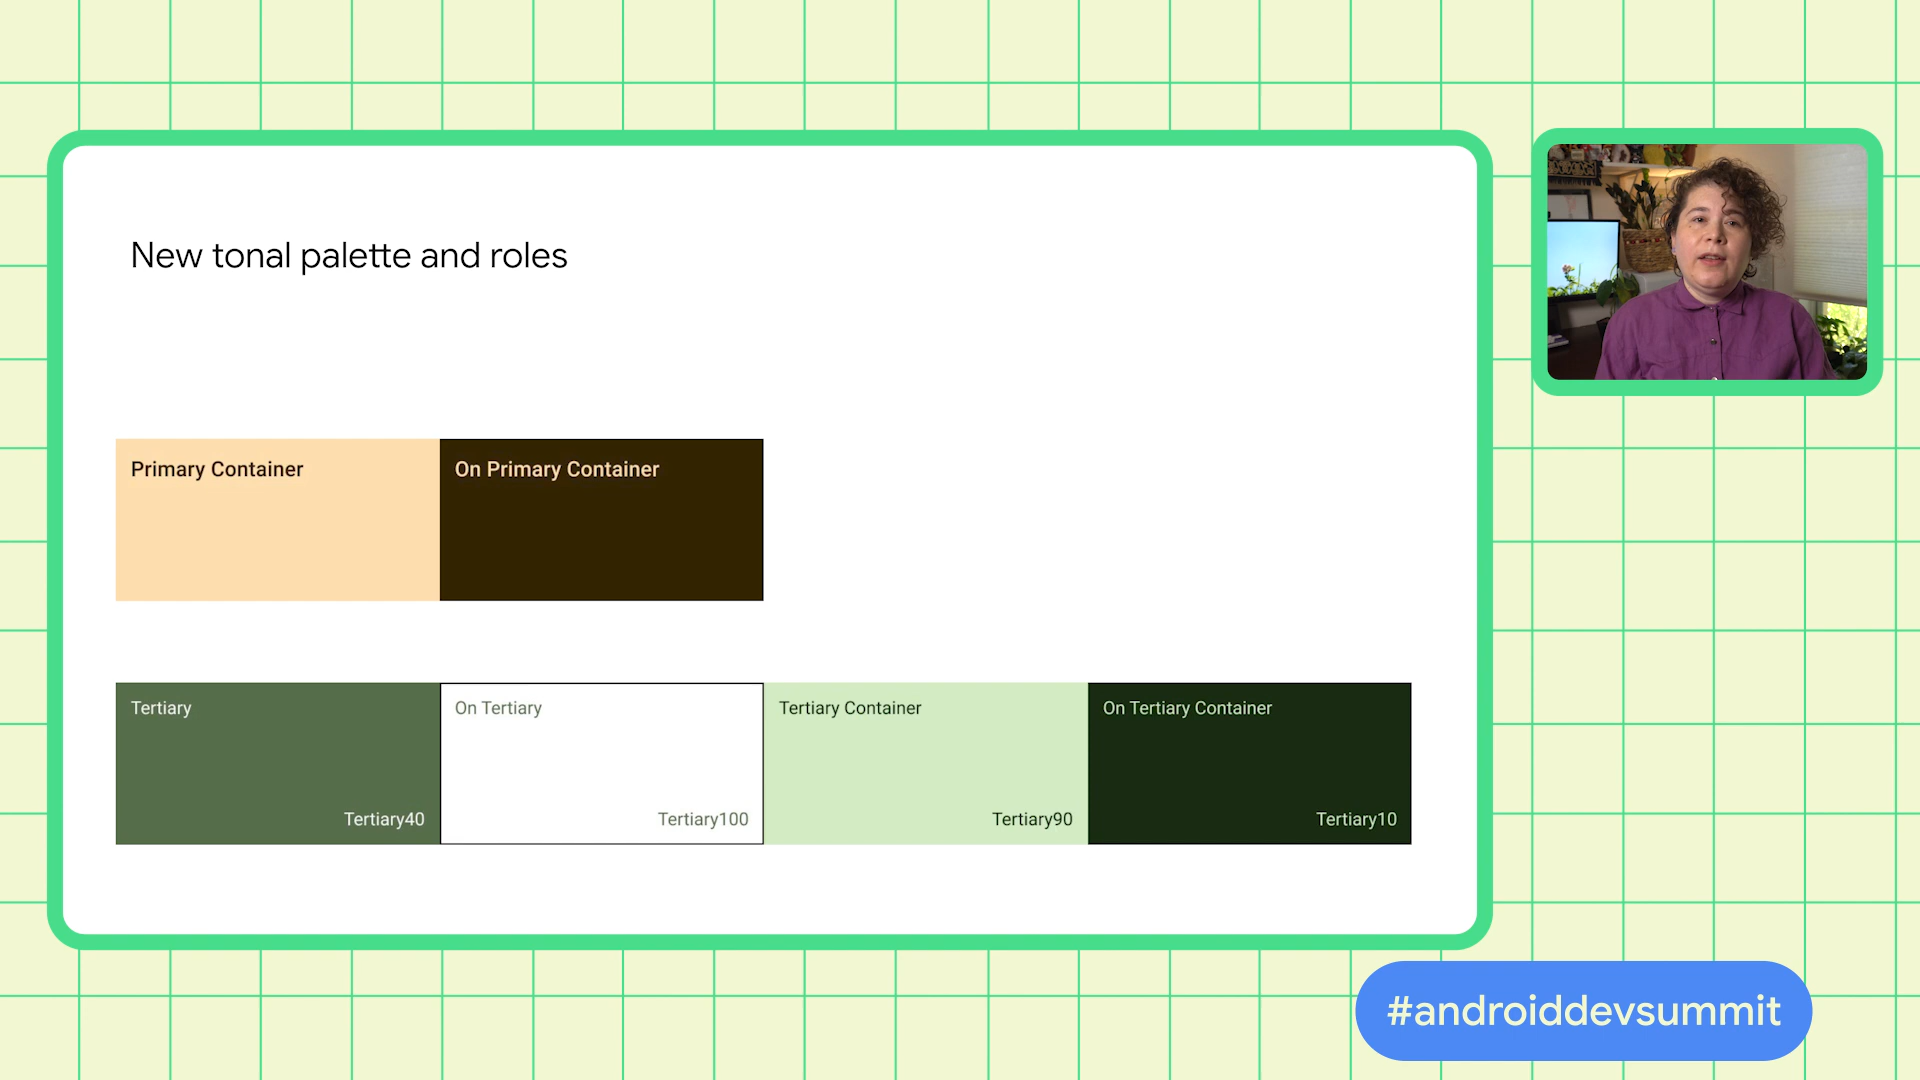 New tonal palette and roles
Primary Container
On Primary Container
Tertiary
On Tertiary
Tertiary Container
On Tertiary Container
Tertiary40
Tertiary100
Tertiary90
Tertiary10
#androiddevsummit